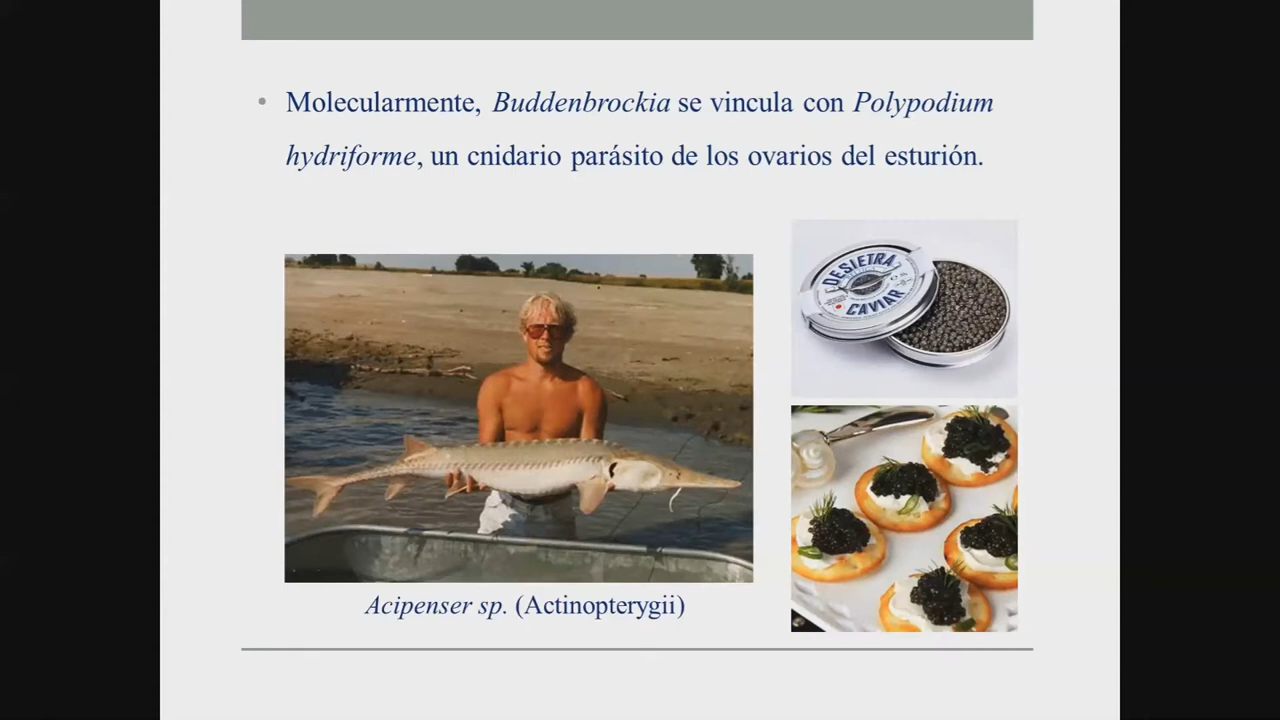 • Molecularmente, Buddenbrockia se vincula con Polypodium
hydriforme, un cnidario parásito de los ovarios del esturión.
DESIETRA
CAVIAR
Acipenser sp. (Actinopterygii)